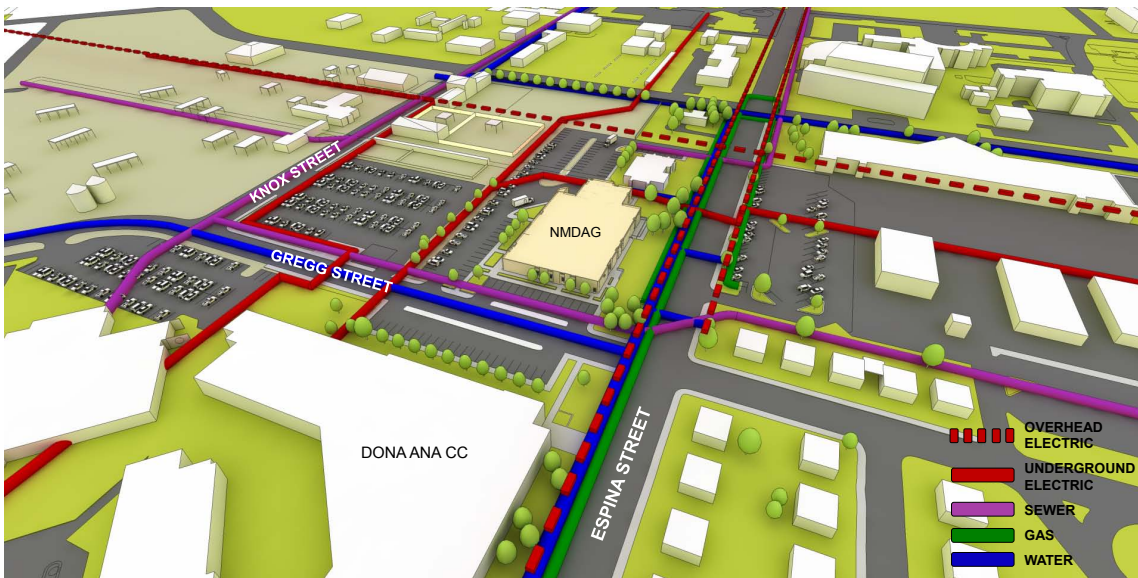 KNOX STREET
NMDAG
GREGG STREET
DONA ANA CC
ESPINA STREET
OVERHEAD
ELECTRIC
UNDERGROUND
ELECTRIC
SEWER
GAS
WATER